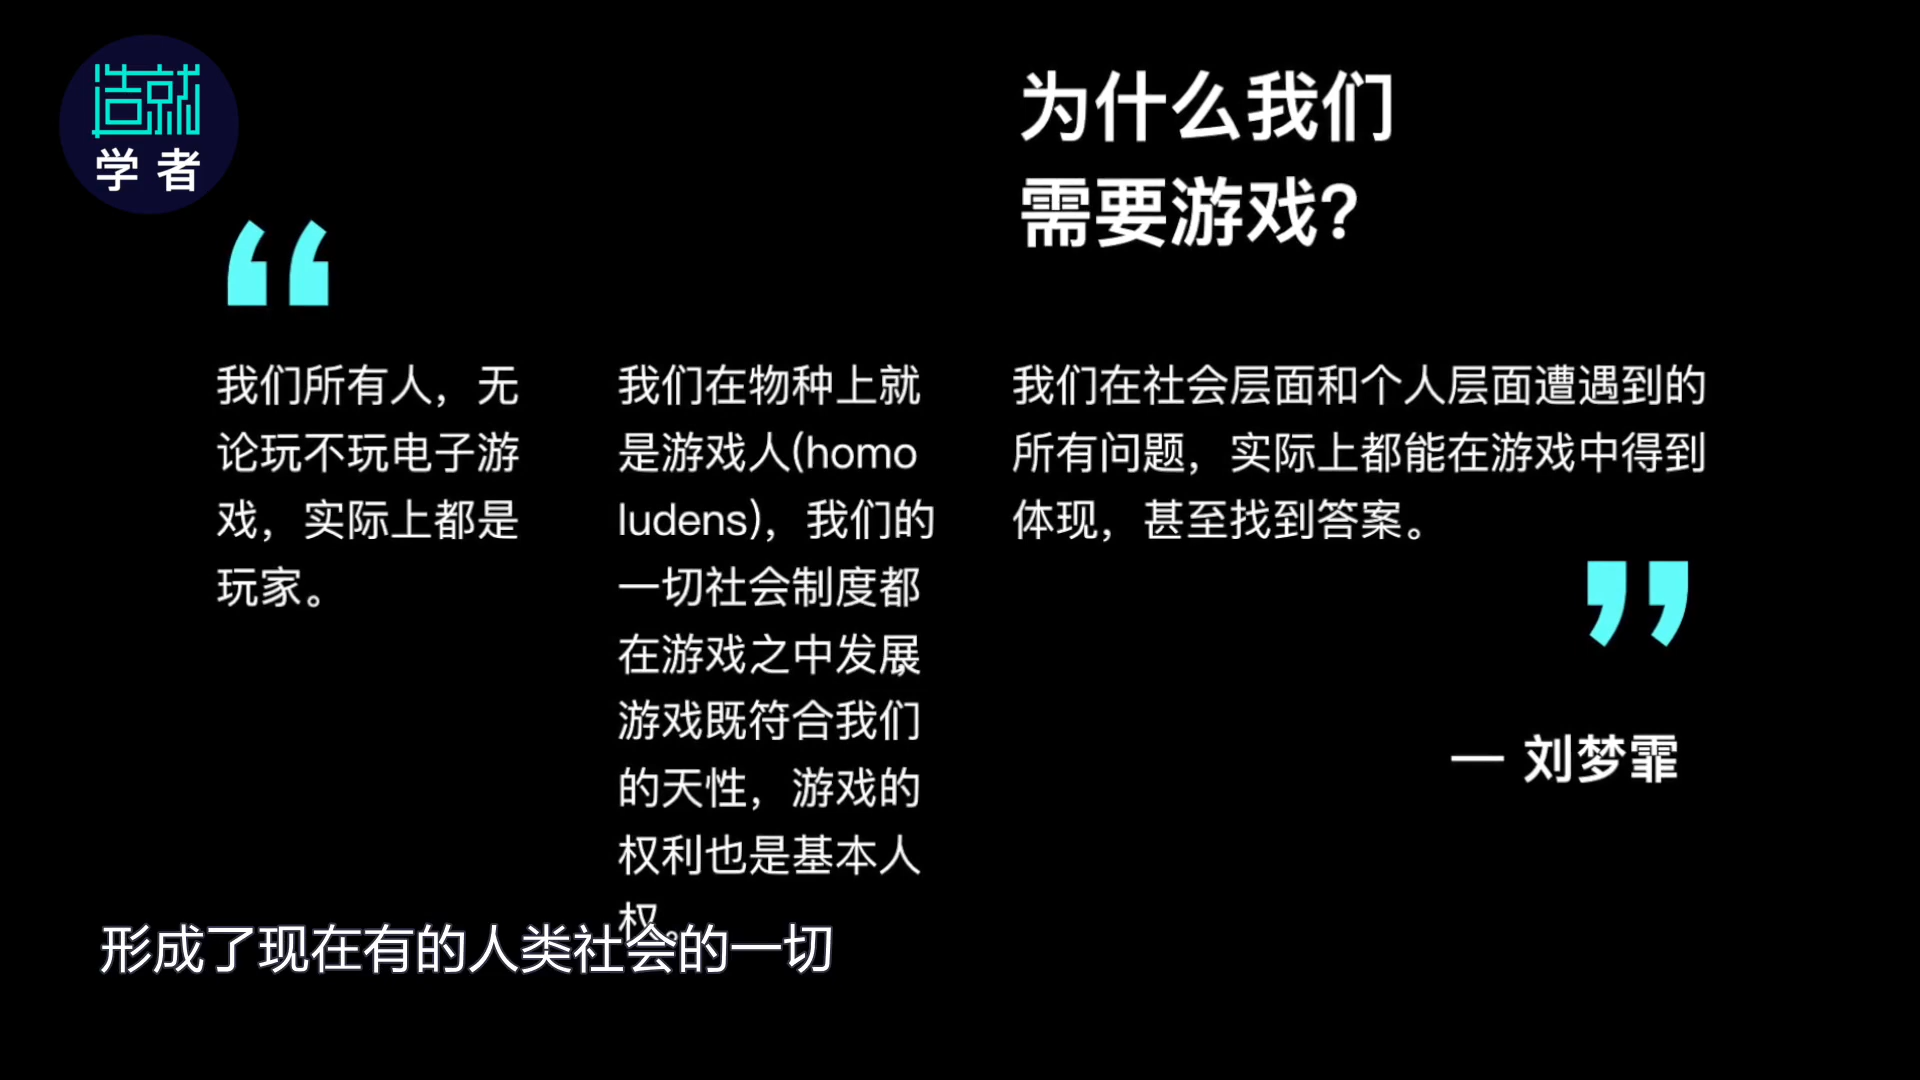 造就
学者
为什么我们
需要游戏?
“
我们所有人，无
论玩不玩电子游
戏，实际上都是
玩家。
我们在物种上就
是游戏人(homo
ludens)，我们的
一切社会制度都
在游戏之中发展，
游戏既符合我们
的天性，游戏的
权利也是基本人
权。
我们在社会层面和个人层面遭遇到的
所有问题，实际上都能在游戏中得到
体现，甚至找到答案。
”
— 刘梦霏
形成了现在有的人类社会的一切